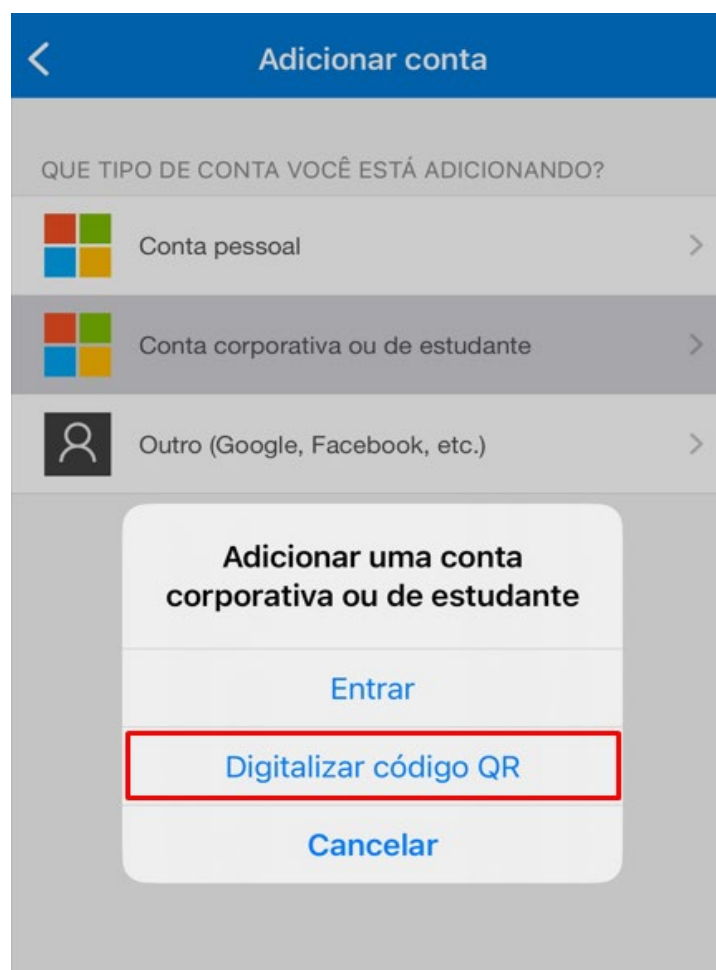 Adicionar conta
QUE TIPO DE CONTA VOCÊ ESTÁ ADICIONANDO?
Conta pessoal
Conta corporativa ou de estudante
Outro (Google, Facebook, etc.)
Adicionar uma conta
corporativa ou de estudante
Entrar
Digitalizar código QR
Cancelar